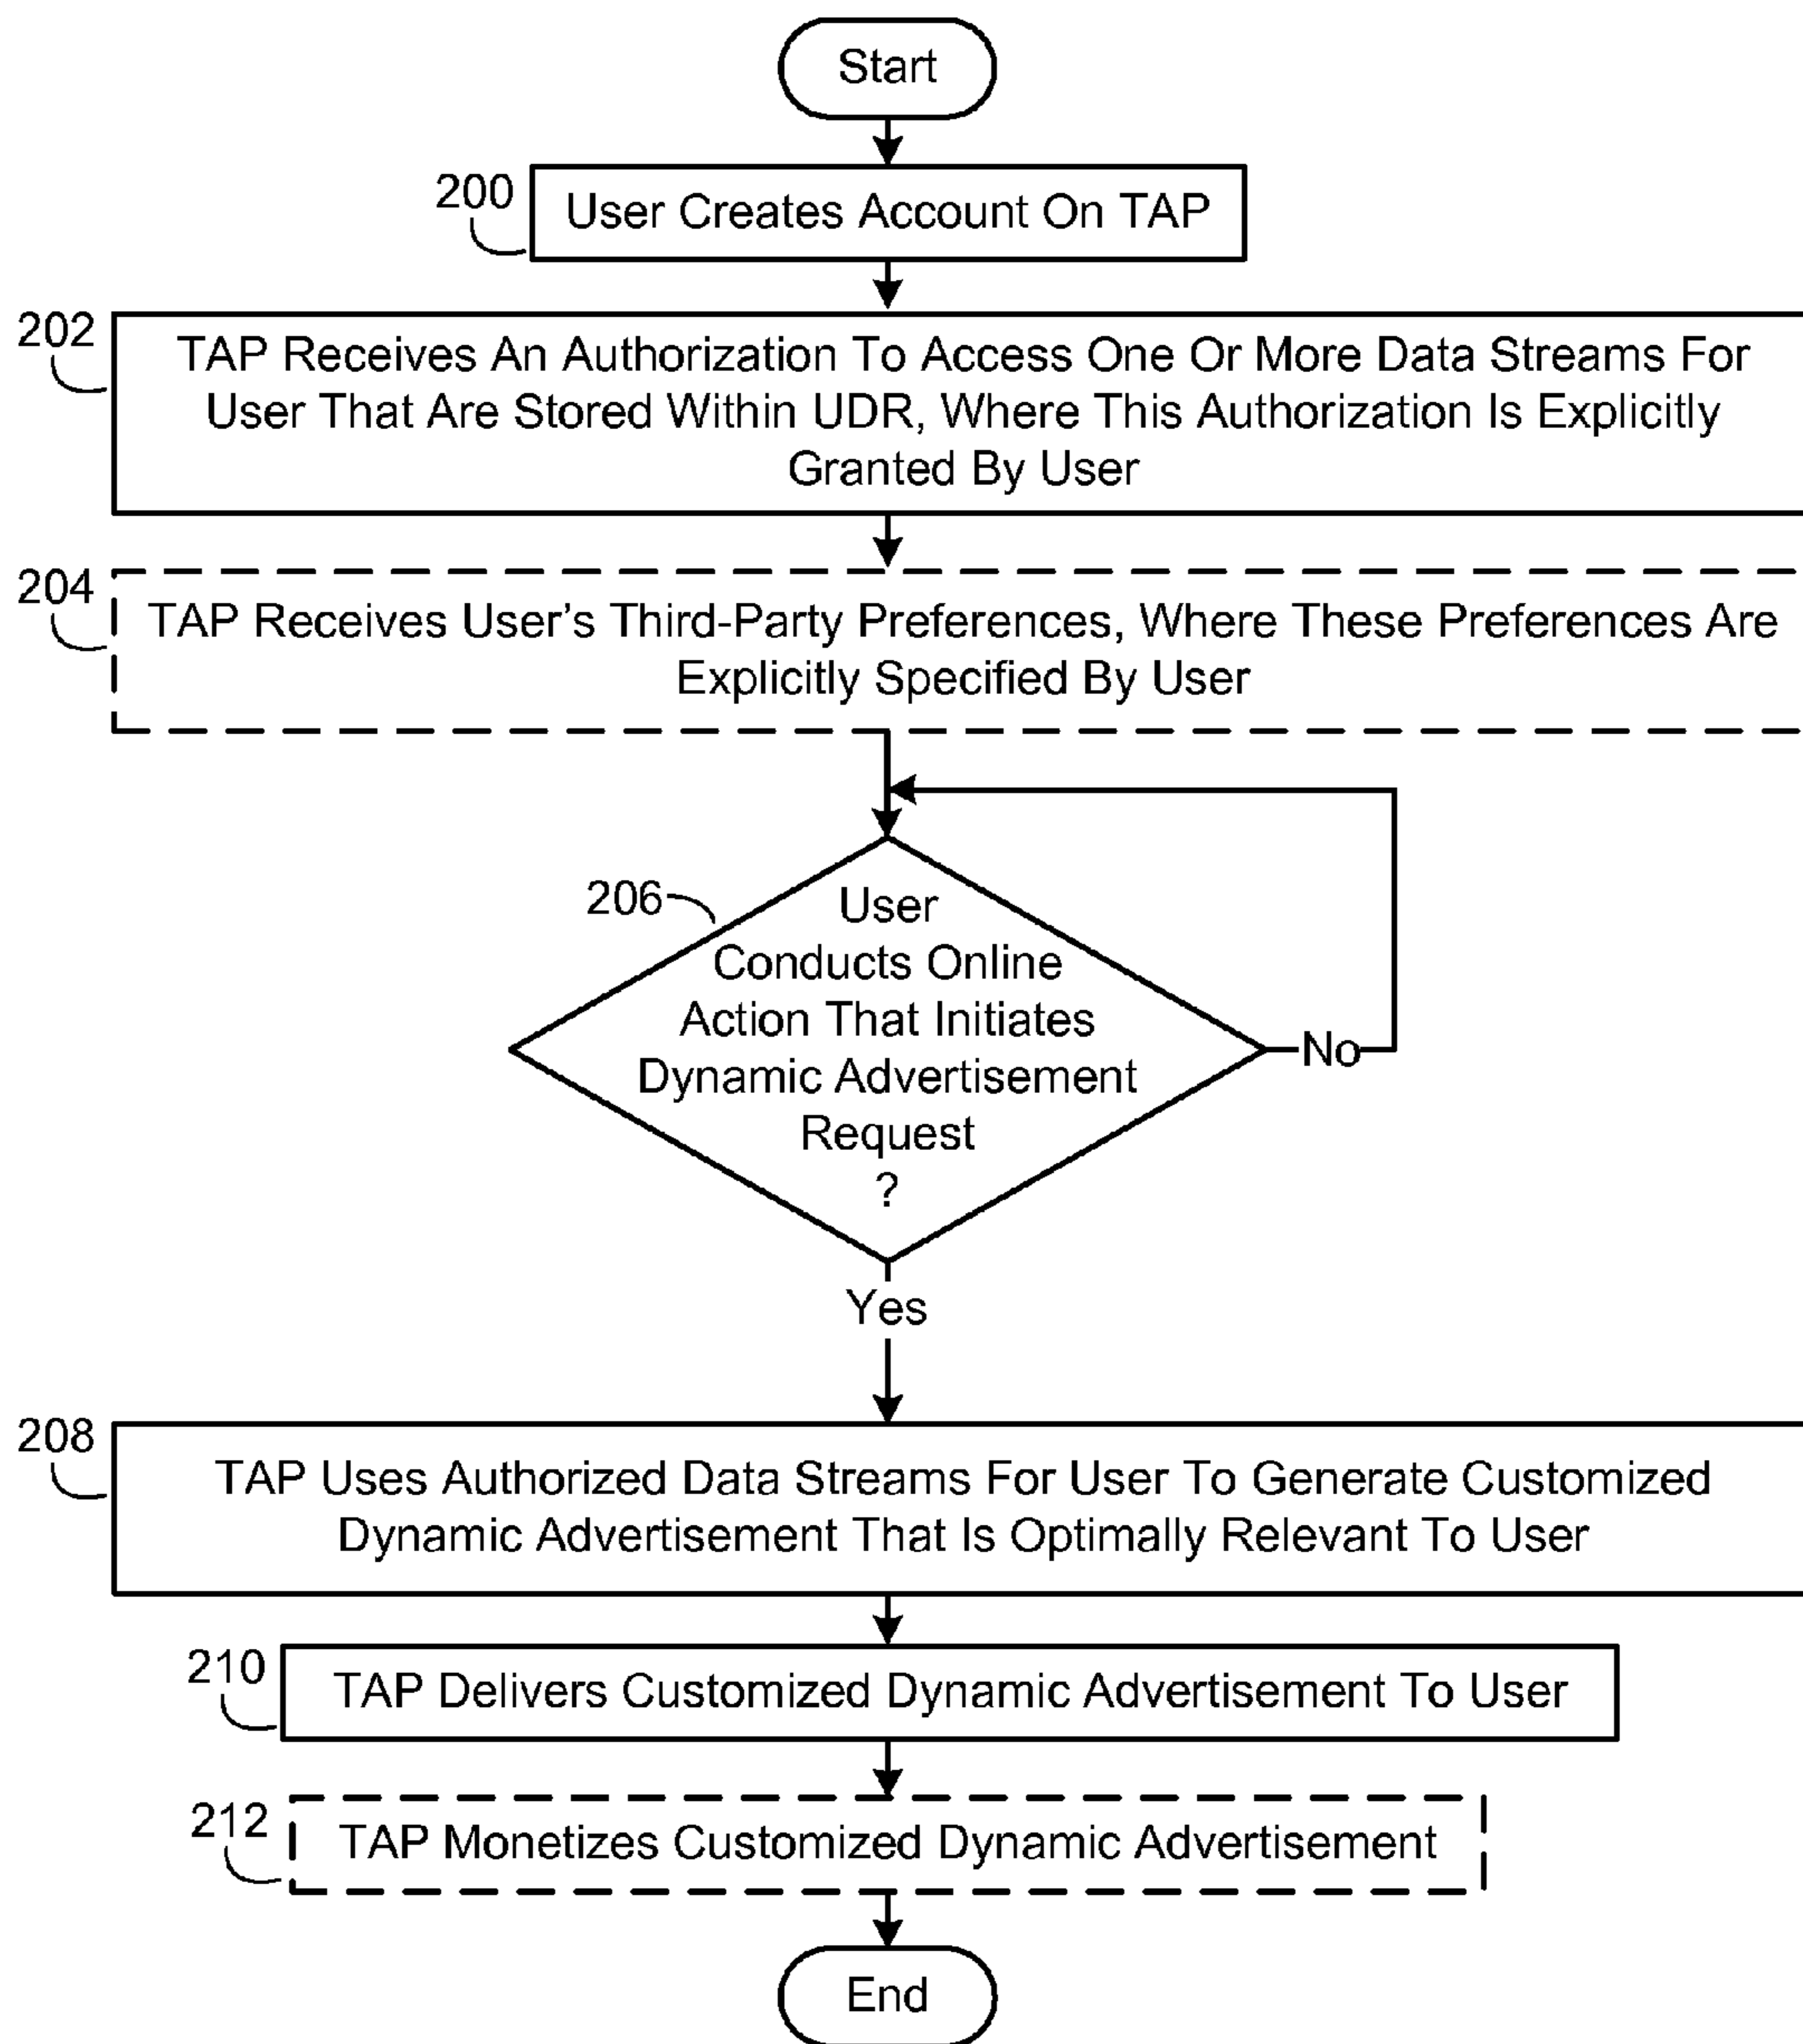 Start
200
User Creates Account On TAP
202
TAP Receives An Authorization To Access One Or More Data Streams For
User That Are Stored Within UDR, Where This Authorization Is Explicitly
Granted By User
204
TAP Receives User's Third-Party Preferences, Where These Preferences Are
Explicitly Specified By User
206
User
Conducts Online
Action That Initiates
Dynamic Advertisement
Request
?
No
Yes
208
TAP Uses Authorized Data Streams For User To Generate Customized
Dynamic Advertisement That Is Optimally Relevant To User
210
TAP Delivers Customized Dynamic Advertisement To User
212
TAP Monetizes Customized Dynamic Advertisement
End